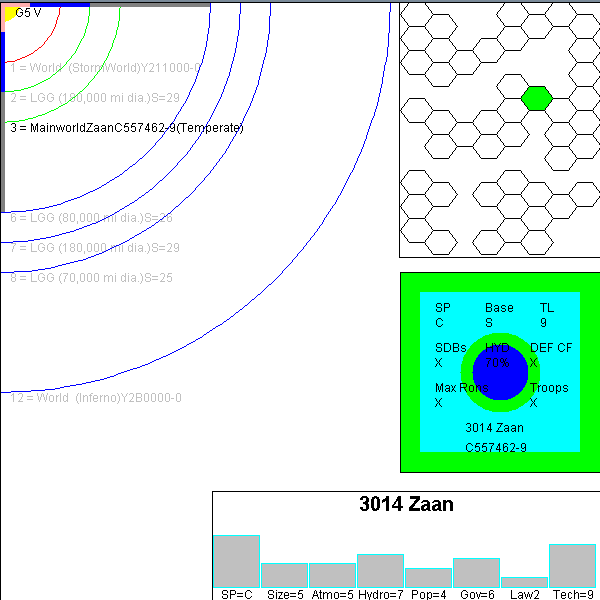 G5 V
1 = World (StormWorld)Y211000-0
2 = LGG (180,000 mi dia.)S=29
3 = MainworldZaanC557462-9(Temperate)
6 = LGG (80,000 mi dia.)S=26
7 = LGG (180,000 mi dia.)S=29
8 = LGG (70,000 mi dia.)S=25
12 = World (Inferno)Y2B0000-0
SP Base TL
C S 9
SDBs HYD DEF CF
X 70% X
Max Rons Troops
X X
3014 Zaan
C557462-9
3014 Zaan
SP=C Size=5 Atmo=5 Hydro=7 Pop=4 Gov=6 Law2 Tech=9